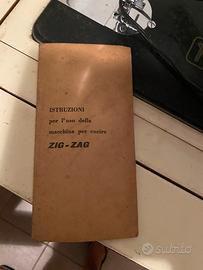 ISTRUZIONI
per l'uso della
macchina per cucire
ZIG-ZAG
subito